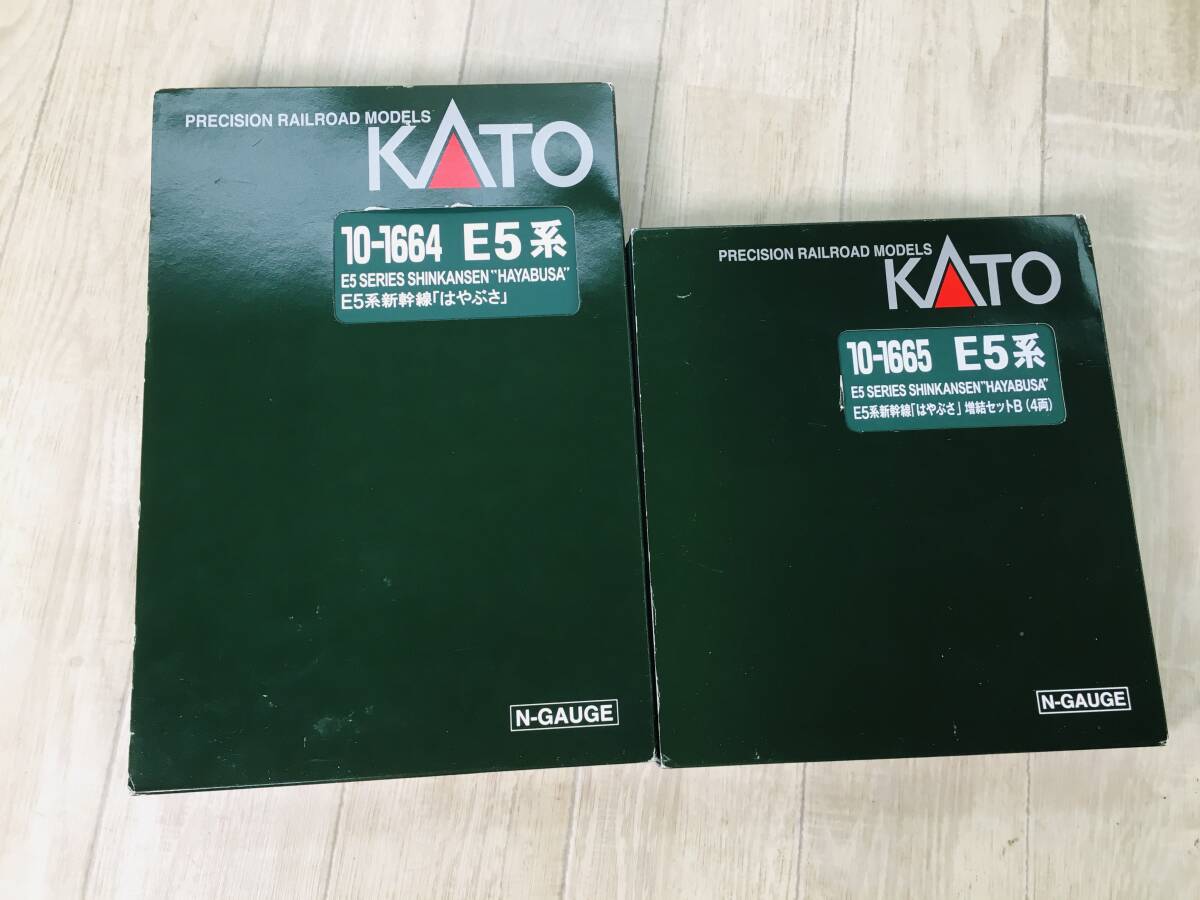 PRECISION RAILROAD MODELS
KATO
10-1664 E5系
E5 SERIES SHINKANSEN "HAYABUSA"
E5系新幹線「はやぶさ」
N-GAUGE
PRECISION RAILROAD MODELS
KATO
10-1665 E5系
E5 SERIES SHINKANSEN "HAYABUSA"
E5系新幹線「はやぶさ」増結セットB(4両)
N-GAUGE